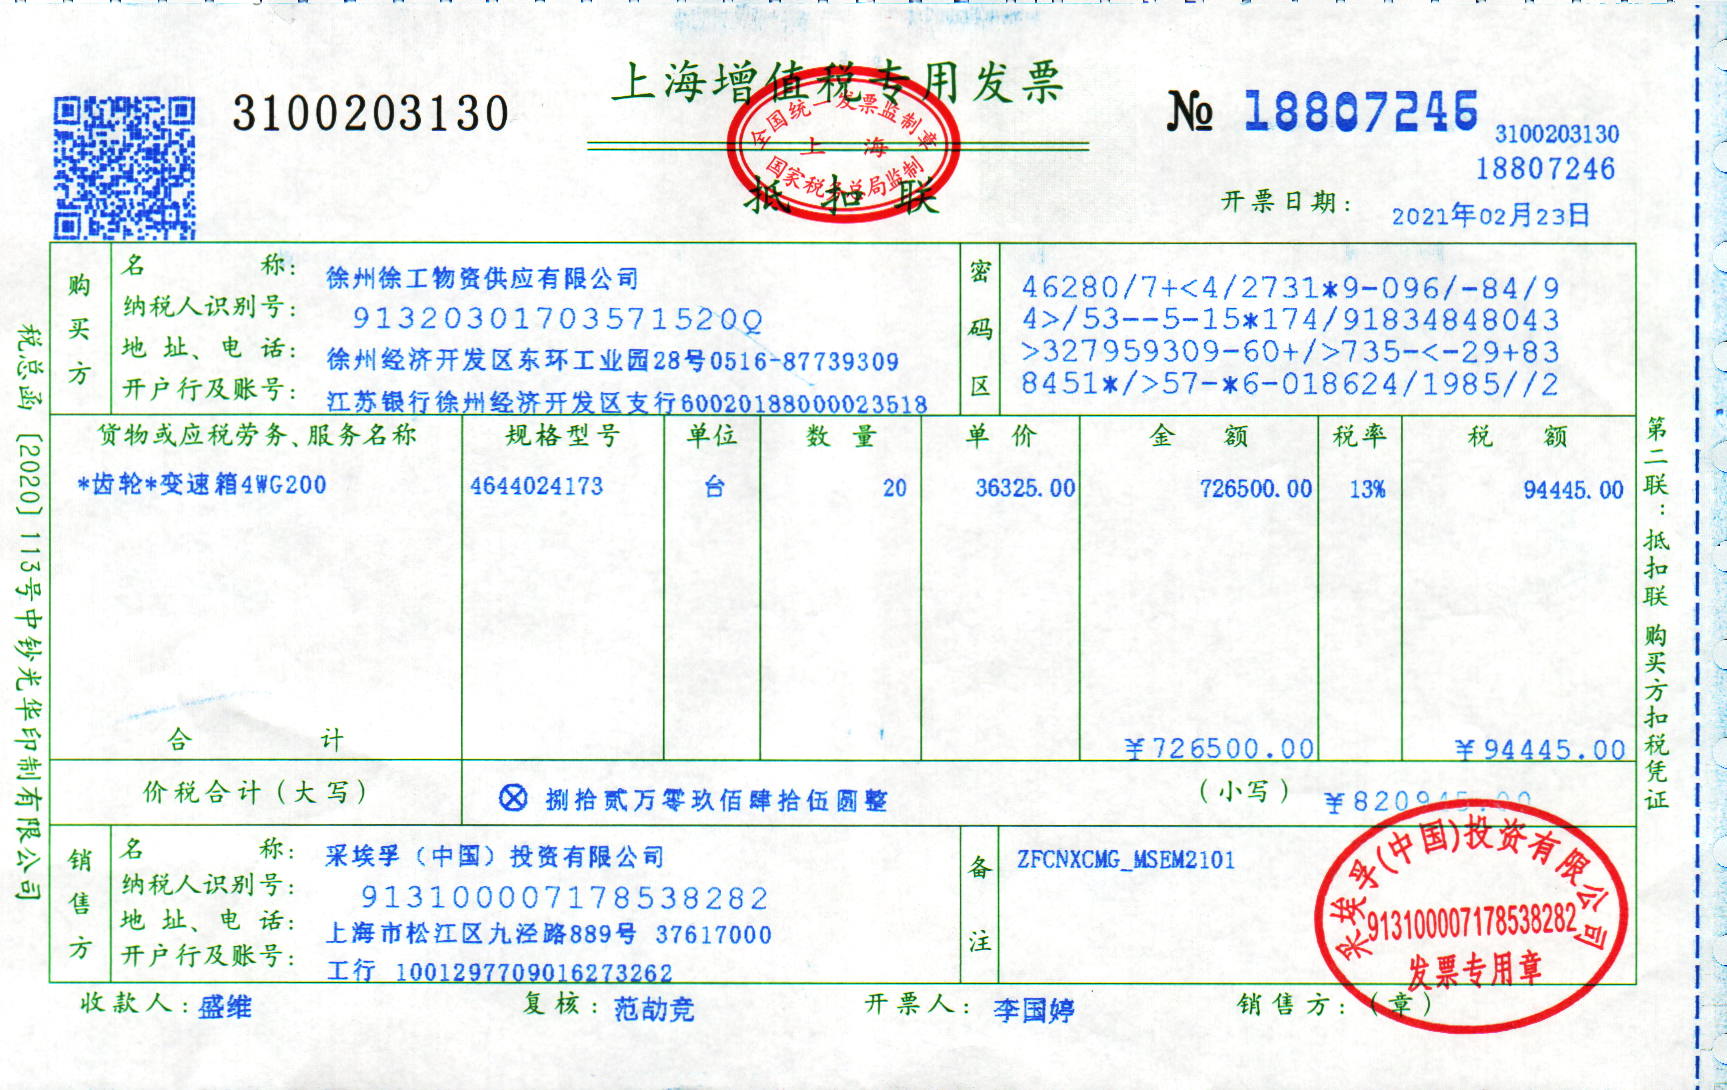 上海增值税专用发票
3100203130
全国统一发票监制章
上海
国家税务总局监制
№ 18807246
3100203130
18807246
抵扣联
开票日期: 2021年02月23日
购买方
名称: 徐州徐工物资供应有限公司
纳税人识别号: 91320301703571520Q
地址、电话: 徐州经济开发区东环工业园28号0516-87739309
开户行及账号: 江苏银行徐州经济开发区支行60020188000023518
密码区
46280/7+<4/2731*9-096/-84/9
4>/53--5-15*174/91834848043
>327959309-60+/>735-<-29+83
8451*/>57-*6-018624/1985//2
货物或应税劳务、服务名称 规格型号 单位 数量 单价 金额 税率 税额
*齿轮*变速箱4WG200 4644024173 台 20 36325.00 726500.00 13% 94445.00
合计 ¥726500.00 ¥94445.00
价税合计(大写) ⊗ 捌拾贰万零玖佰肆拾伍圆整 (小写) ¥820945.00
销售方
名称: 采埃孚（中国）投资有限公司
纳税人识别号: 913100007178538282
地址、电话: 上海市松江区九泾路889号 37617000
开户行及账号: 工行 1001297709016273262
备注
ZFCNXCMG_MSEM2101
采埃孚(中国)投资有限公司
913100007178538282
发票专用章
收款人: 盛维 复核: 范劼竞 开票人: 李国婷 销售方: (章)
税总函〔2020〕113号中钞光华印制有限公司
第二联: 抵扣联 购买方扣税凭证